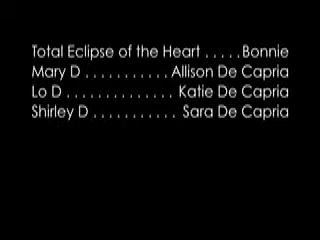 Total Eclipse of the Heart . . . . . Bonnie
Mary D . . . . . . . . . . . Allison De Capria
Lo D . . . . . . . . . . . . . . Katie De Capria
Shirley D . . . . . . . . . . . Sara De Capria